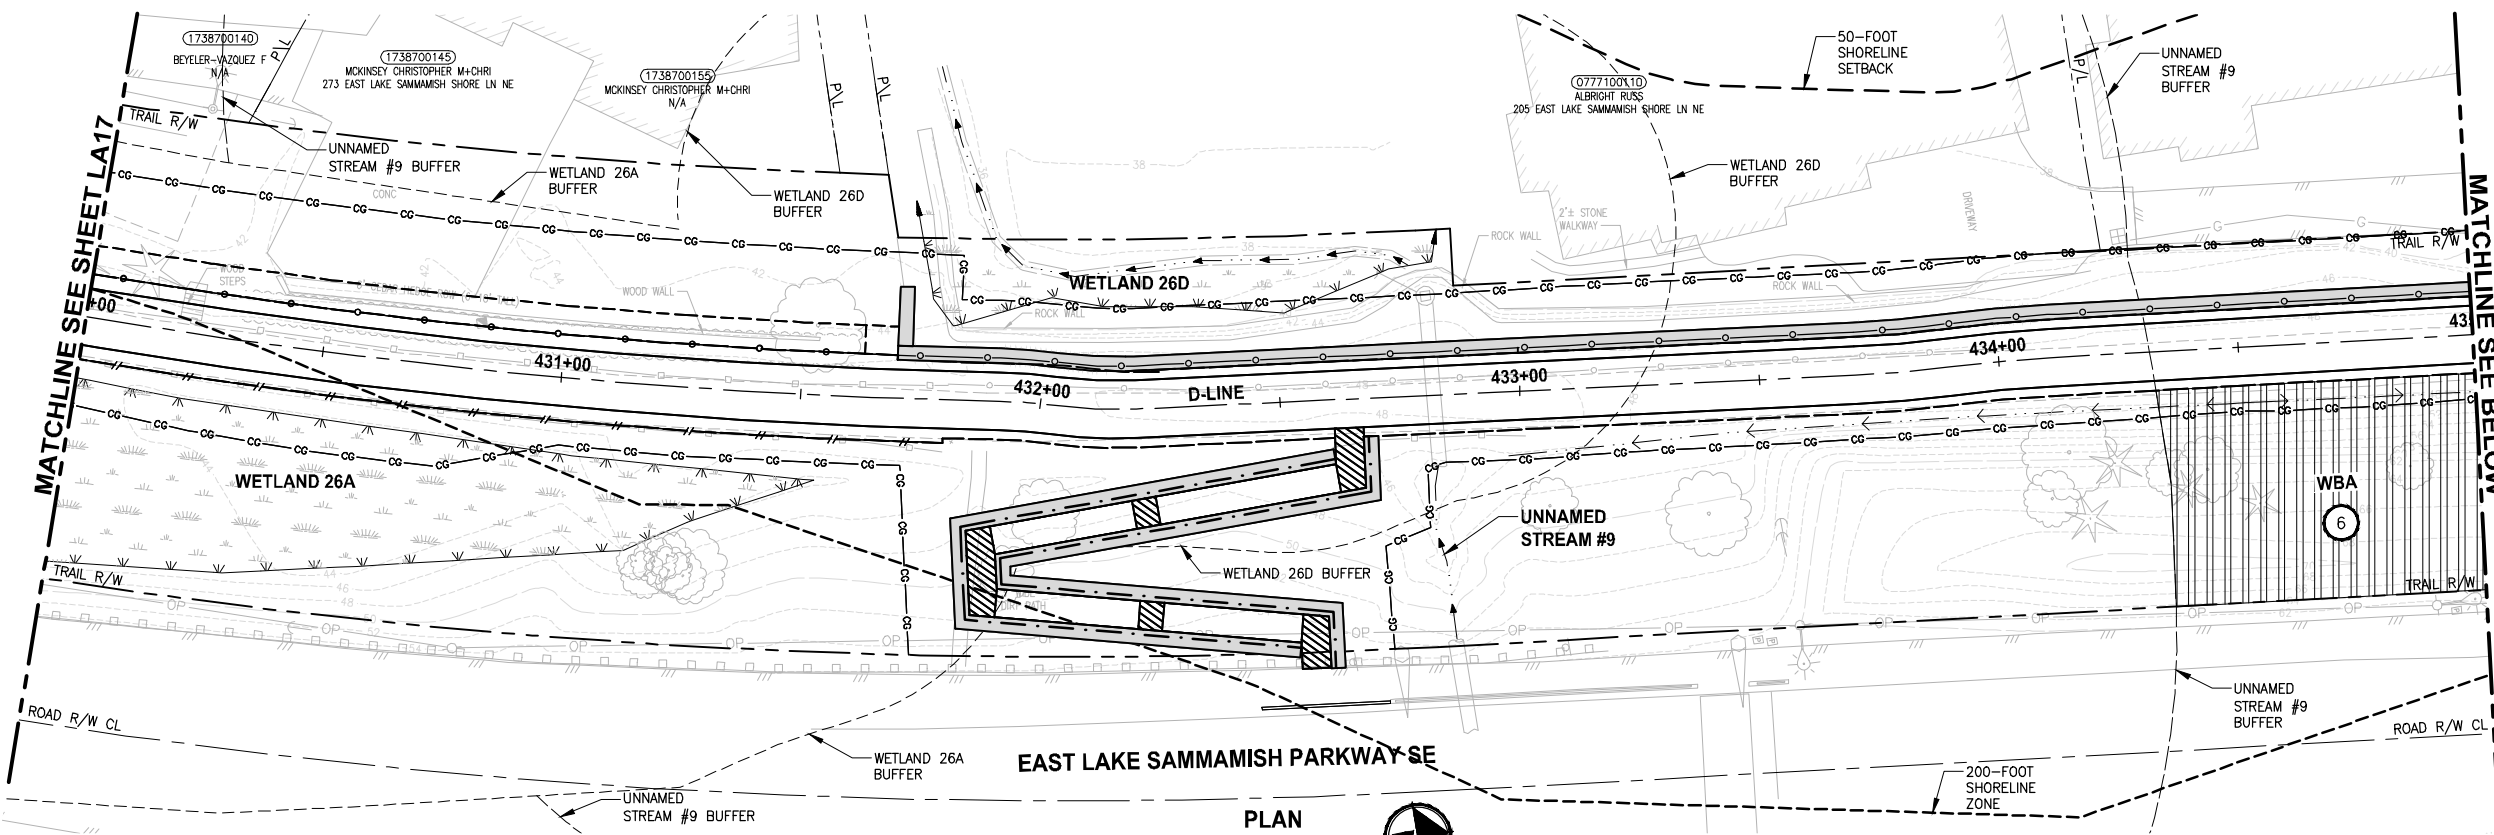 1738700140
BEYELER-VAZQUEZ F
N/A
P\L
1738700145
MCKINSEY CHRISTOPHER M+CHRI
273 EAST LAKE SAMMAMISH SHORE LN NE
1738700155
MCKINSEY CHRISTOPHER M+CHRI
N/A
P\L
P\L
50-FOOT
SHORELINE
SETBACK
0777100110
ALBRIGHT RUSS
205 EAST LAKE SAMMAMISH SHORE LN NE
P/L
UNNAMED
STREAM #9
BUFFER
TRAIL R/W
UNNAMED
STREAM #9 BUFFER
WETLAND 26A
BUFFER
WETLAND 26D
BUFFER
WETLAND 26D
BUFFER
CONC
38
38
2'± STONE
WALKWAY
DRIVEWAY
ROCK WALL
TRAIL R/W
WOOD
STEPS
WOOD WALL
WETLAND 26D
ROCK WALL
ROCK WALL
MATCHLINE SEE SHEET LA17
MATCHLINE SEE BELOW
+00
431+00
432+00
D-LINE
433+00
434+00
43
WETLAND 26A
UNNAMED
STREAM #9
WBA
6
WETLAND 26D BUFFER
DIRT PATH
TRAIL R/W
TRAIL R/W
ROAD R/W CL
WETLAND 26A
BUFFER
UNNAMED
STREAM #9 BUFFER
EAST LAKE SAMMAMISH PARKWAY SE
UNNAMED
STREAM #9
BUFFER
ROAD R/W CL
200-FOOT
SHORELINE
ZONE
PLAN